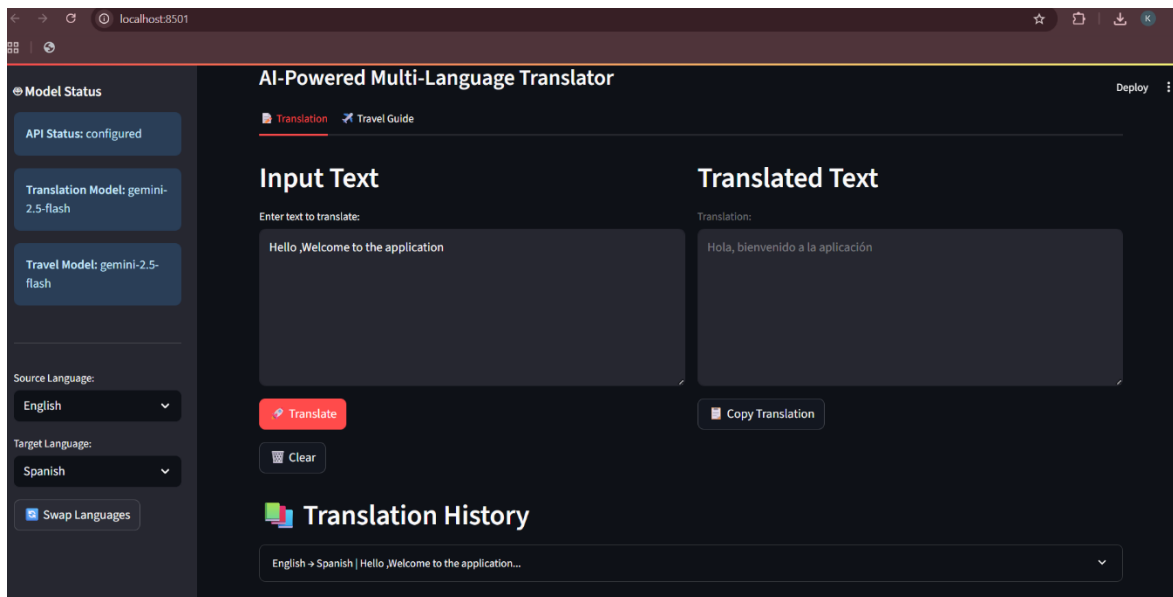 localhost:8501
K
Model Status
API Status: configured
Translation Model: gemini-
2.5-flash
Travel Model: gemini-2.5-
flash
Source Language:
English
Target Language:
Spanish
Swap Languages
AI-Powered Multi-Language Translator
Deploy
Translation
Travel Guide
Input Text
Enter text to translate:
Hello ,Welcome to the application
Translate
Clear
Translated Text
Translation:
Hola, bienvenido a la aplicación
Copy Translation
Translation History
English → Spanish | Hello ,Welcome to the application...